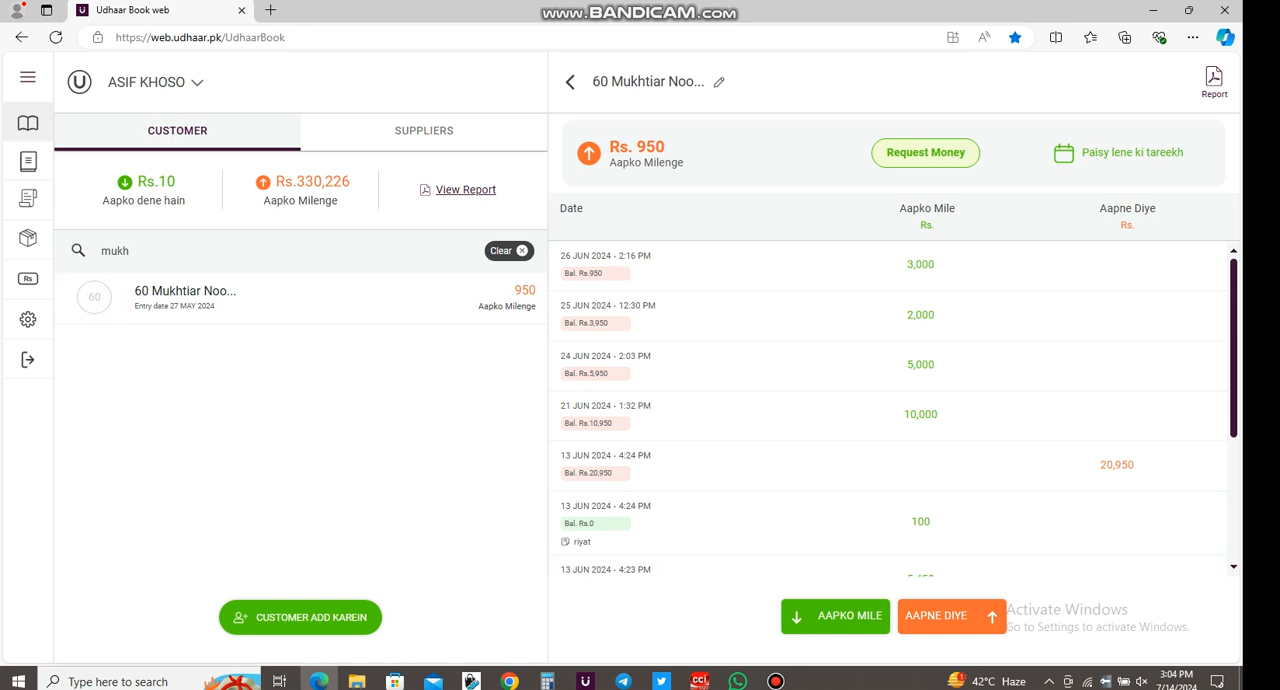 Udhaar Book web
www.BANDICAM.com
https://web.udhaar.pk/UdhaarBook
ASIF KHOSO
60 Mukhtiar Noo...
Report
CUSTOMER
SUPPLIERS
Rs. 950
Aapko Milenge
Request Money
Paisy lene ki tareekh
Rs.10
Aapko dene hain
Rs.330,226
Aapko Milenge
View Report
Date
Aapko Mile
Rs.
Aapne Diye
Rs.
mukh
Clear
60
60 Mukhtiar Noo...
Entry date 27 MAY 2024
950
Aapko Milenge
26 JUN 2024 - 2:16 PM
Bal. Rs.950
3,000
25 JUN 2024 - 12:30 PM
Bal. Rs.3,950
2,000
24 JUN 2024 - 2:03 PM
Bal. Rs.5,950
5,000
21 JUN 2024 - 1:32 PM
Bal. Rs.10,950
10,000
13 JUN 2024 - 4:24 PM
Bal. Rs.20,950
20,950
13 JUN 2024 - 4:24 PM
Bal. Rs.0
100
riyat
13 JUN 2024 - 4:23 PM
CUSTOMER ADD KAREIN
AAPKO MILE
AAPNE DIYE
Activate Windows
Go to Settings to activate Windows.
Type here to search
42°C Haze
3:04 PM
7/14/2024